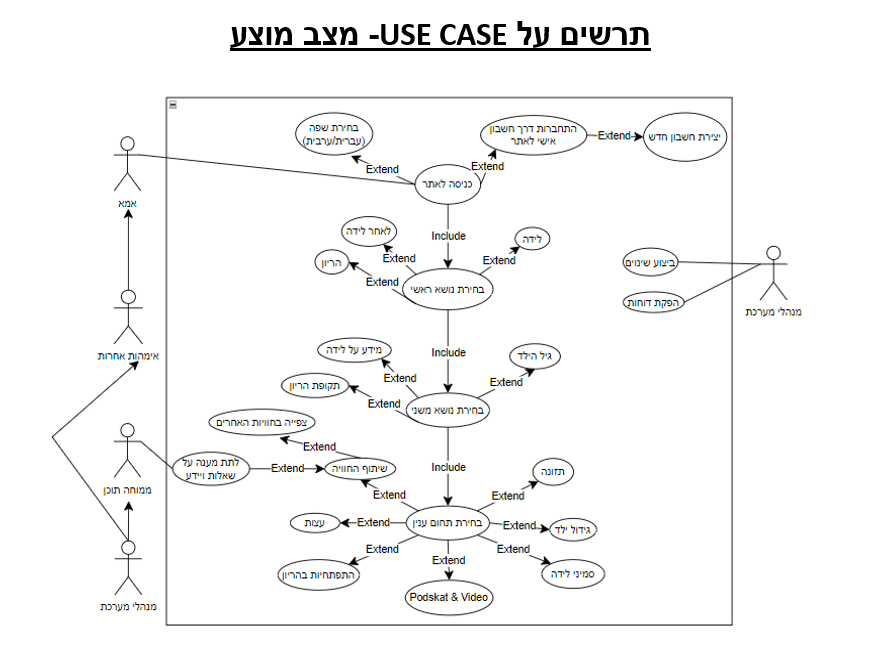 תרשים על USE CASE- מצב מוצע
בחירת שפה
(עברית/ערבית)
התחברות דרך חשבון
אישי לאתר
Extend
יצירת חשבון חדש
Extend
Extend
כניסה לאתר
אמא
Include
לאחר לידה
לידה
הריון
Extend
Extend
Extend
בחירת נושא ראשי
ביצוע שינוים
הפקת דוחות
מנהלי מערכת
אימהות אחרות
Include
מידע על לידה
גיל הילד
תקופת הריון
Extend
Extend
Extend
בחירת נושא משני
צפייה בחוויות האחרים
Extend
לתת מענה על
שאלות ויידע
Extend
שיתוף החוויה
Include
תזונה
ממוחה תוכן
Extend
Extend
עצות
Extend
בחירת תחום ענין
Extend
גידול ילד
Extend
Extend
Extend
התפתחיות בהריון
סמיני לידה
Podskat & Video
מנהלי מערכת